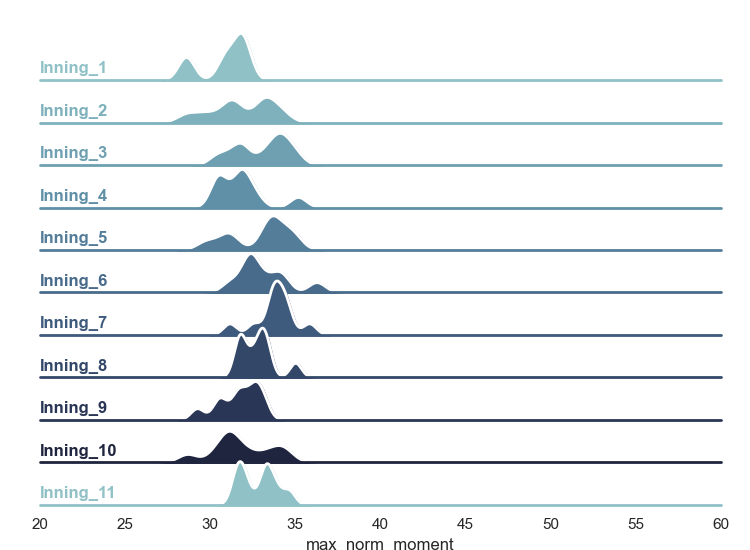 Inning_1
Inning_2
Inning_3
Inning_4
Inning_5
Inning_6
Inning_7
Inning_8
Inning_9
Inning_10
Inning_11
20 25 30 35 40 45 50 55 60
max_norm_moment